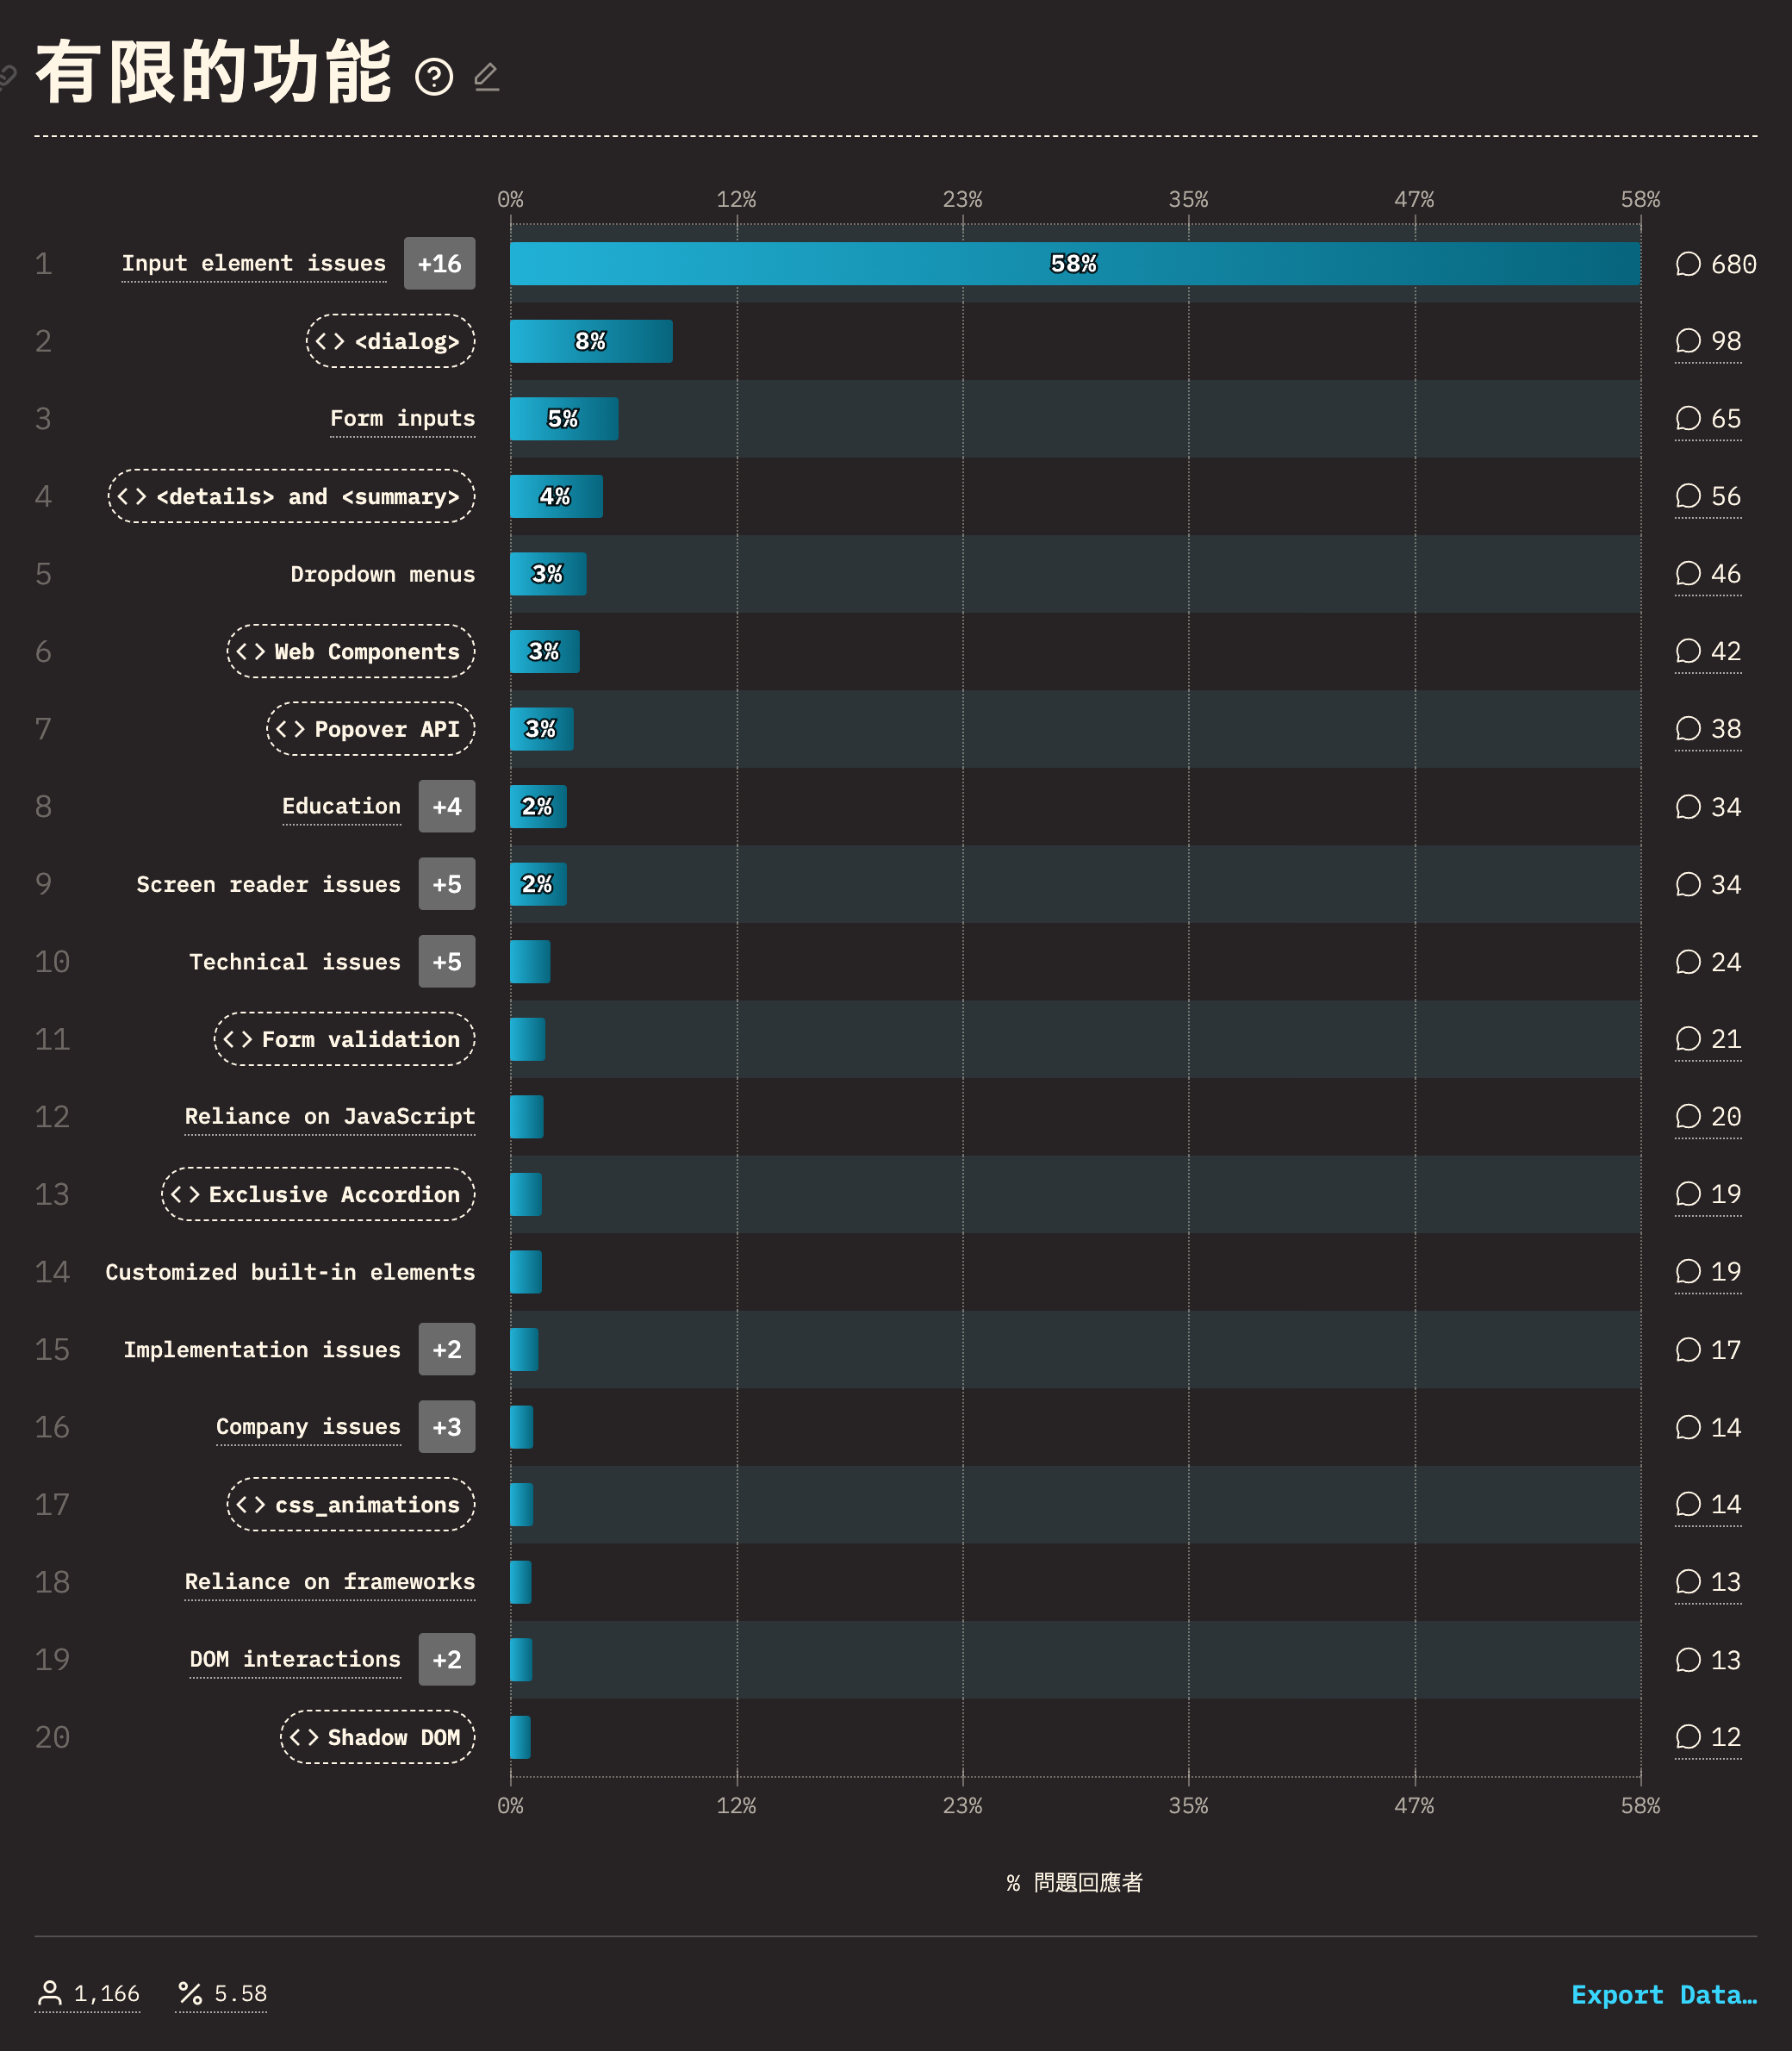 有限的功能
0% 12% 23% 35% 47% 58%
1 Input element issues +16 58% 680
2 <> <dialog> 8% 98
3 Form inputs 5% 65
4 <> <details> and <summary> 4% 56
5 Dropdown menus 3% 46
6 <> Web Components 3% 42
7 <> Popover API 3% 38
8 Education +4 2% 34
9 Screen reader issues +5 2% 34
10 Technical issues +5 24
11 <> Form validation 21
12 Reliance on JavaScript 20
13 <> Exclusive Accordion 19
14 Customized built-in elements 19
15 Implementation issues +2 17
16 Company issues +3 14
17 <> css_animations 14
18 Reliance on frameworks 13
19 DOM interactions +2 13
20 <> Shadow DOM 12
0% 12% 23% 35% 47% 58%
% 問題回應者
1,166 % 5.58 Export Data…